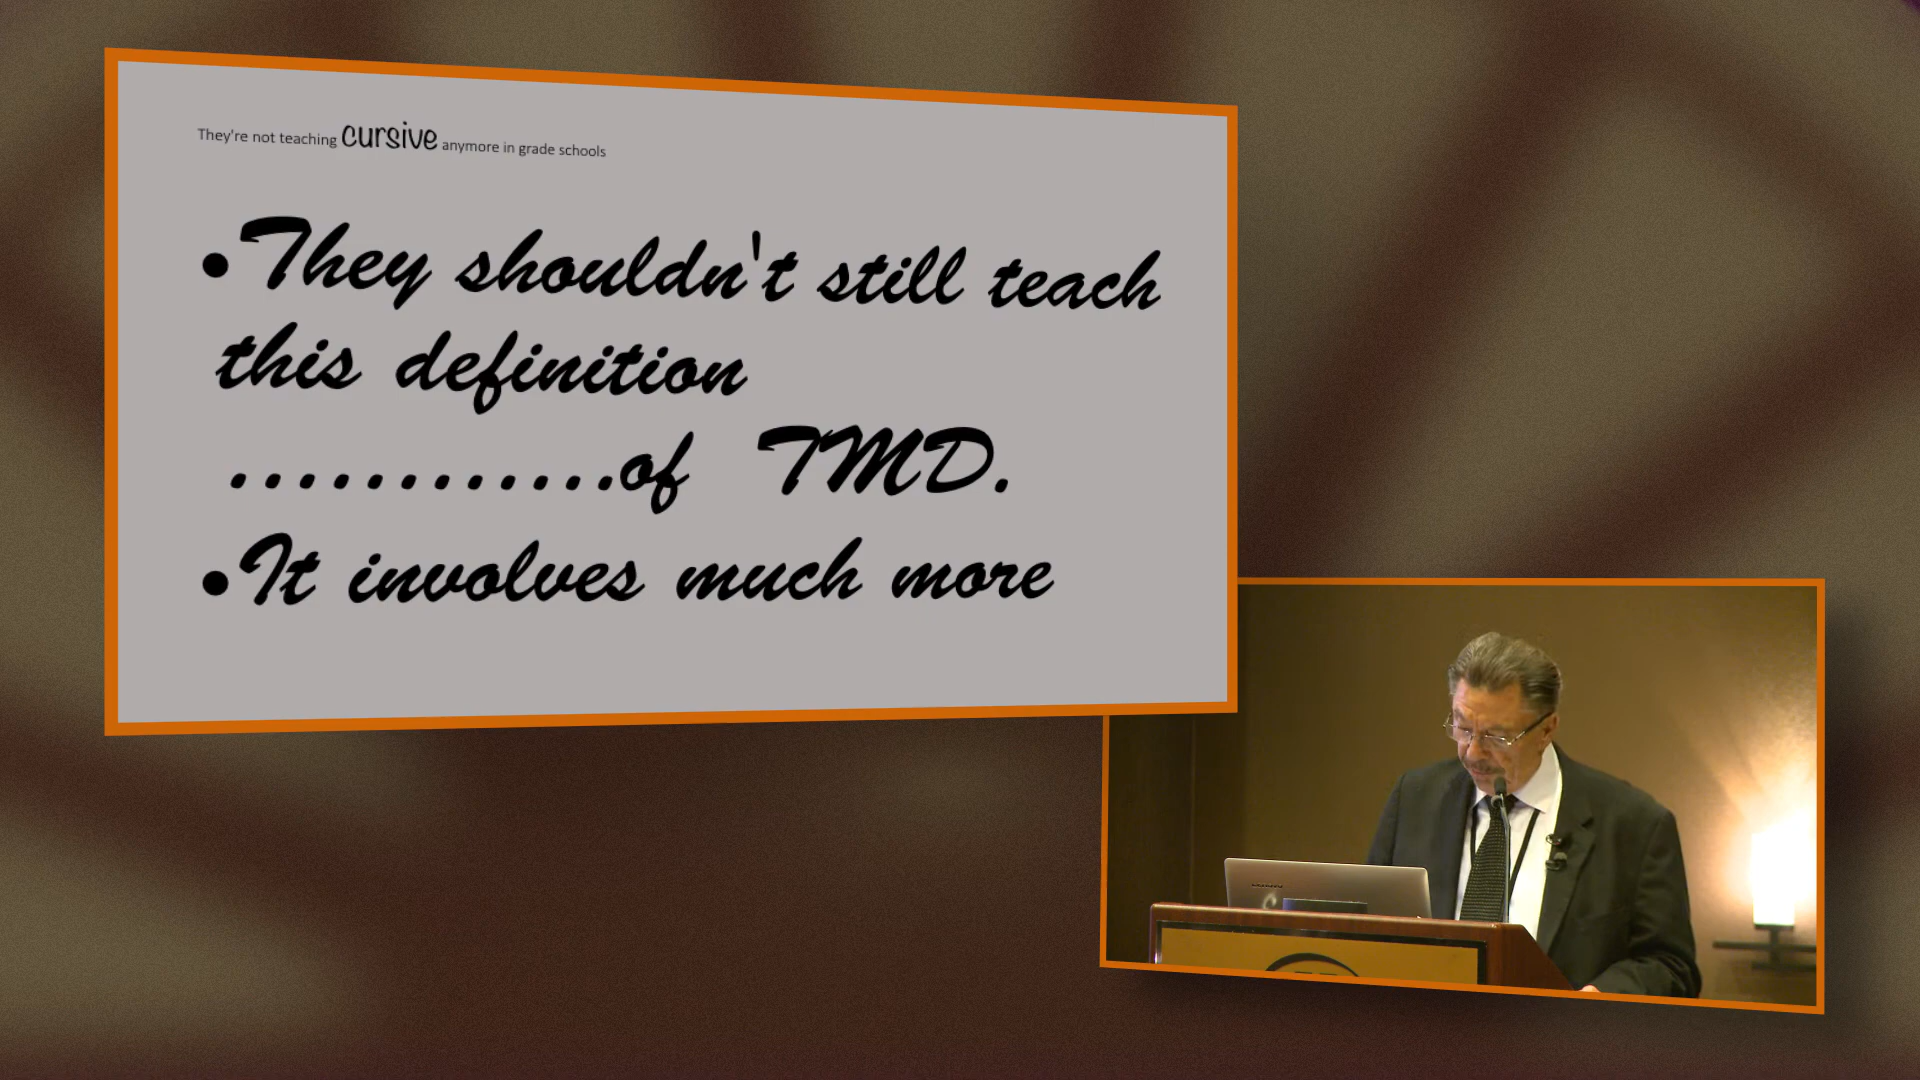 They're not teaching cursive anymore in grade schools
•They shouldn't still teach
this definition
............of TMD.
•It involves much more